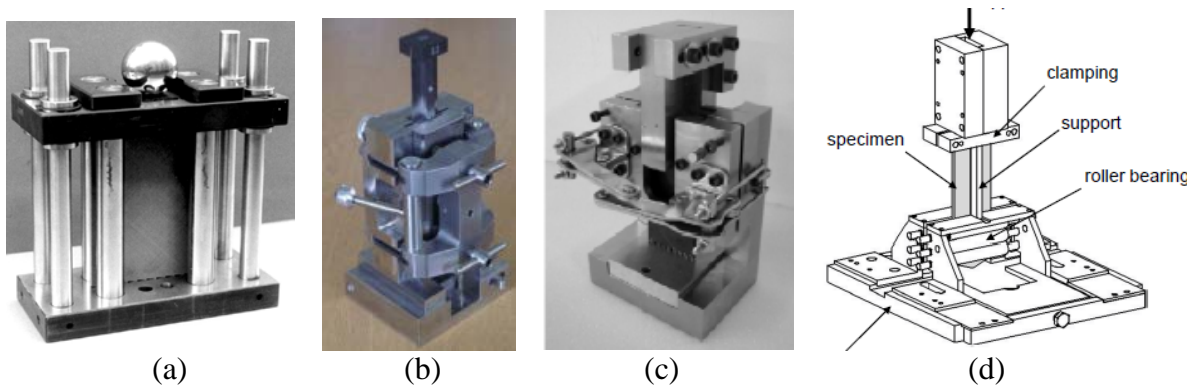 clamping
support
specimen
roller bearing
(a)
(b)
(c)
(d)